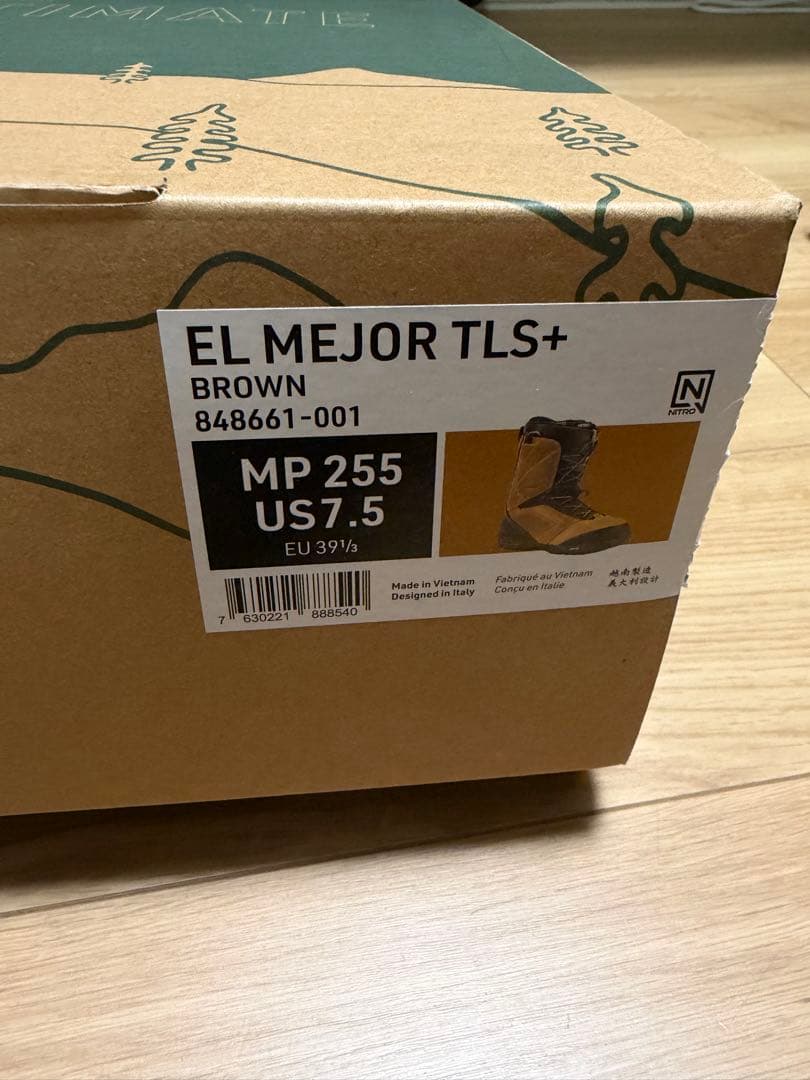 EL MEJOR TLS+
BROWN
848661-001
NITRO
MP 255
US7.5
EU 39⅓
7 630221 888540
Made in Vietnam
Designed in Italy
Fabriqué au Vietnam
Conçu en Italie
越南製造
義大利設計